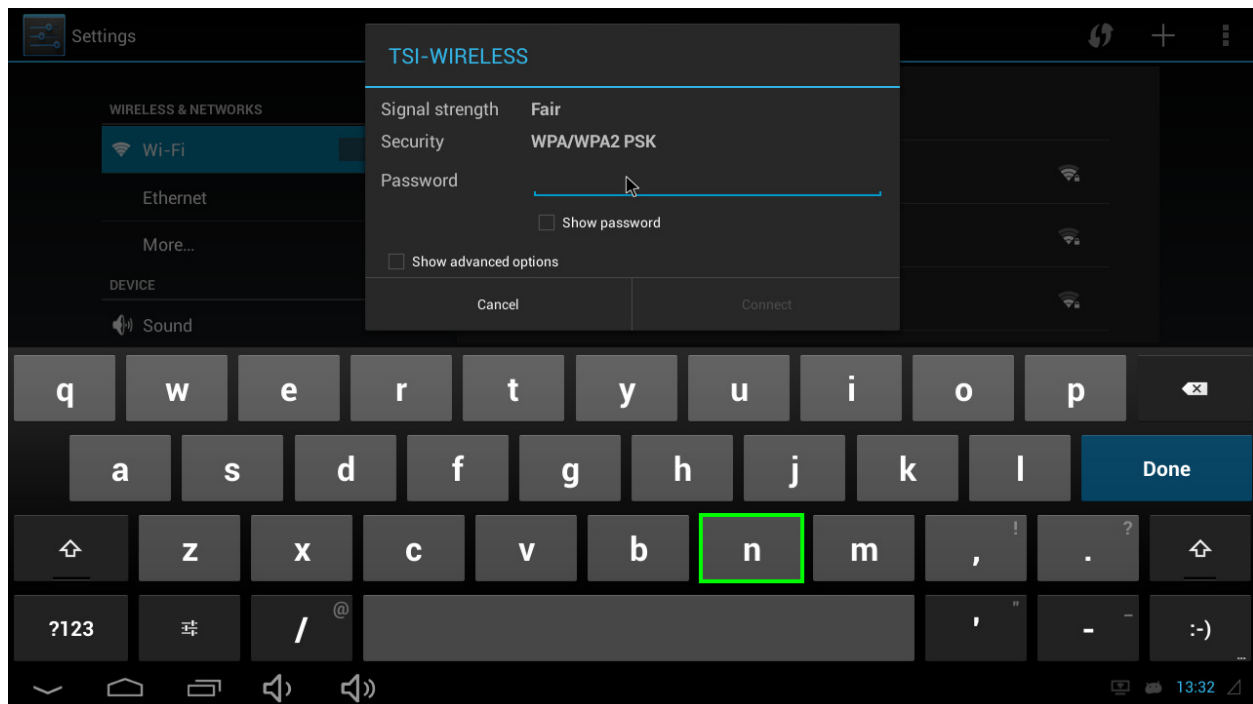 Settings
TSI-WIRELESS
WIRELESS & NETWORKS
Wi-Fi
Ethernet
More...
DEVICE
Sound
Signal strength Fair
Security WPA/WPA2 PSK
Password
Show password
Show advanced options
Cancel Connect
q w e r t y u i o p
a s d f g h j k l Done
z x c v b n m , ! . ?
?123 / @ ' " - _ :-) ...
13:32